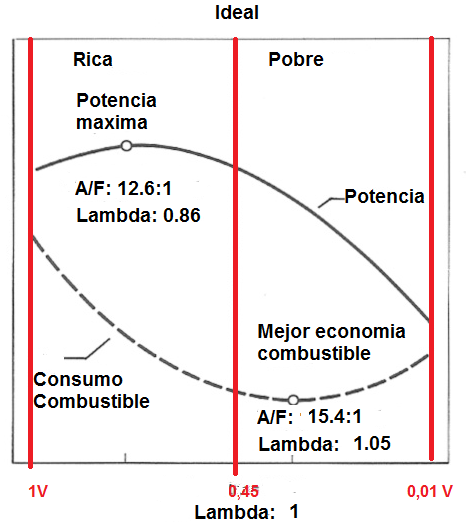 Ideal
Rica
Pobre
Potencia
maxima
A/F: 12.6:1
Lambda: 0.86
Potencia
Mejor economia
combustible
Consumo
Combustible
A/F: 15.4:1
Lambda: 1.05
1V
0,45
0,01 V
Lambda: 1